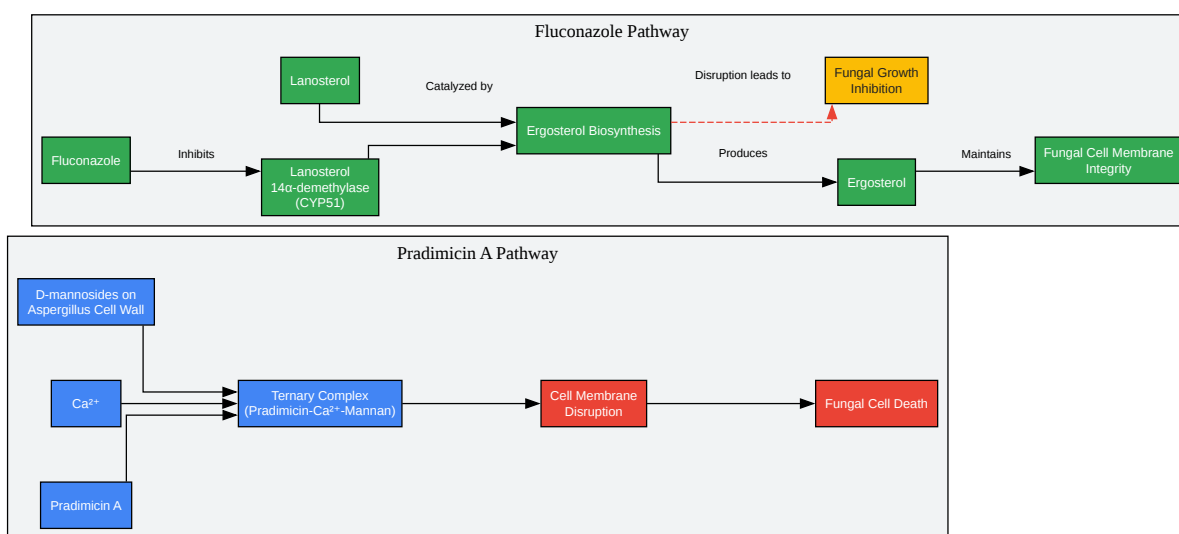 Fluconazole Pathway
Lanosterol
Catalyzed by
Disruption leads to
Fungal Growth
Inhibition
Ergosterol Biosynthesis
Fluconazole
Inhibits
Lanosterol
14α-demethylase
(CYP51)
Produces
Ergosterol
Maintains
Fungal Cell Membrane
Integrity
Pradimicin A Pathway
D-mannosides on
Aspergillus Cell Wall
Ca²⁺
Ternary Complex
(Pradimicin-Ca²⁺-Mannan)
Cell Membrane
Disruption
Fungal Cell Death
Pradimicin A